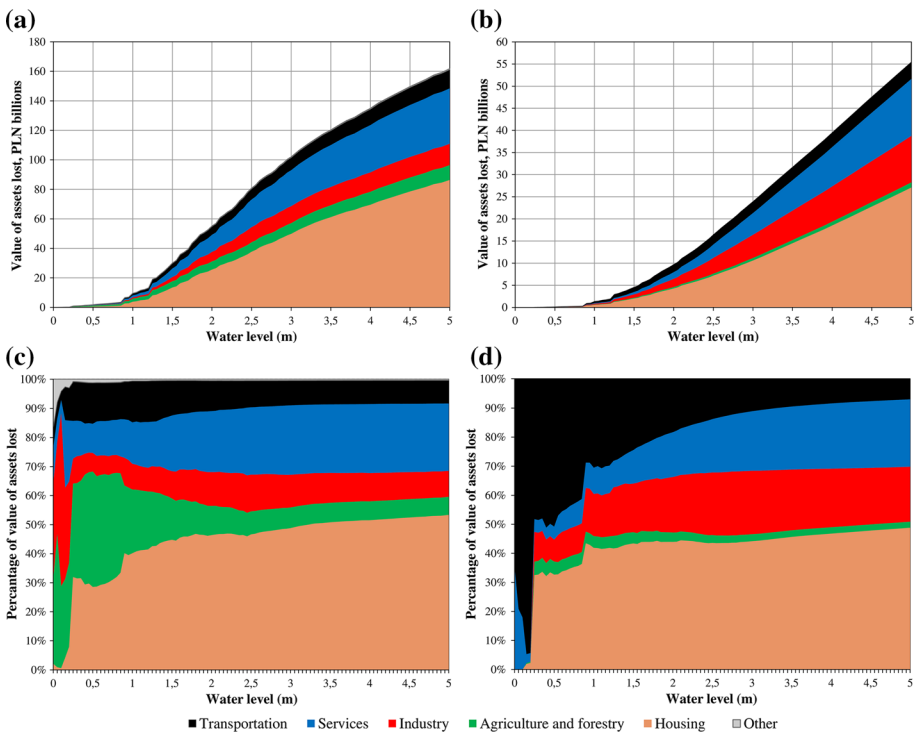 (a)
(b)
Value of assets lost, PLN billions
180
160
140
120
100
80
60
40
20
0
0 0,5 1 1,5 2 2,5 3 3,5 4 4,5 5
Water level (m)
Value of assets lost, PLN billions
60
55
50
45
40
35
30
25
20
15
10
5
0
0 0,5 1 1,5 2 2,5 3 3,5 4 4,5 5
Water level (m)
(c)
(d)
Percantage of value of assets lost
100%
90%
80%
70%
60%
50%
40%
30%
20%
10%
0%
0 0,5 1 1,5 2 2,5 3 3,5 4 4,5 5
Water level (m)
Percentage of value of assets lost
100%
90%
80%
70%
60%
50%
40%
30%
20%
10%
0%
0 0,5 1 1,5 2 2,5 3 3,5 4 4,5 5
Water level (m)
Transportation Services Industry Agriculture and forestry Housing Other